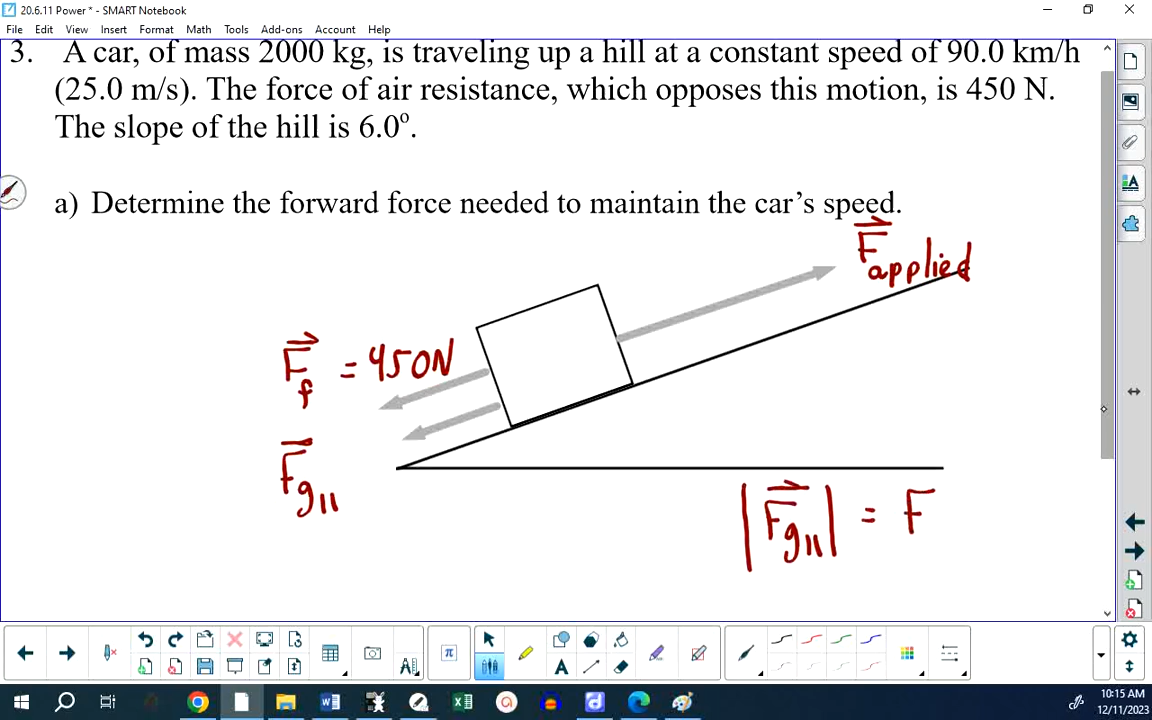 20.6.11 Power * - SMART Notebook
File Edit View Insert Format Math Tools Add-ons Account Help
3. A car, of mass 2000 kg, is traveling up a hill at a constant speed of 90.0 km/h
(25.0 m/s). The force of air resistance, which opposes this motion, is 450 N.
The slope of the hill is 6.0º.
a) Determine the forward force needed to maintain the car’s speed.
F⃗ applied
F⃗f = 450N
F⃗g||
|F⃗g||| = F
10:15 AM
12/11/2023